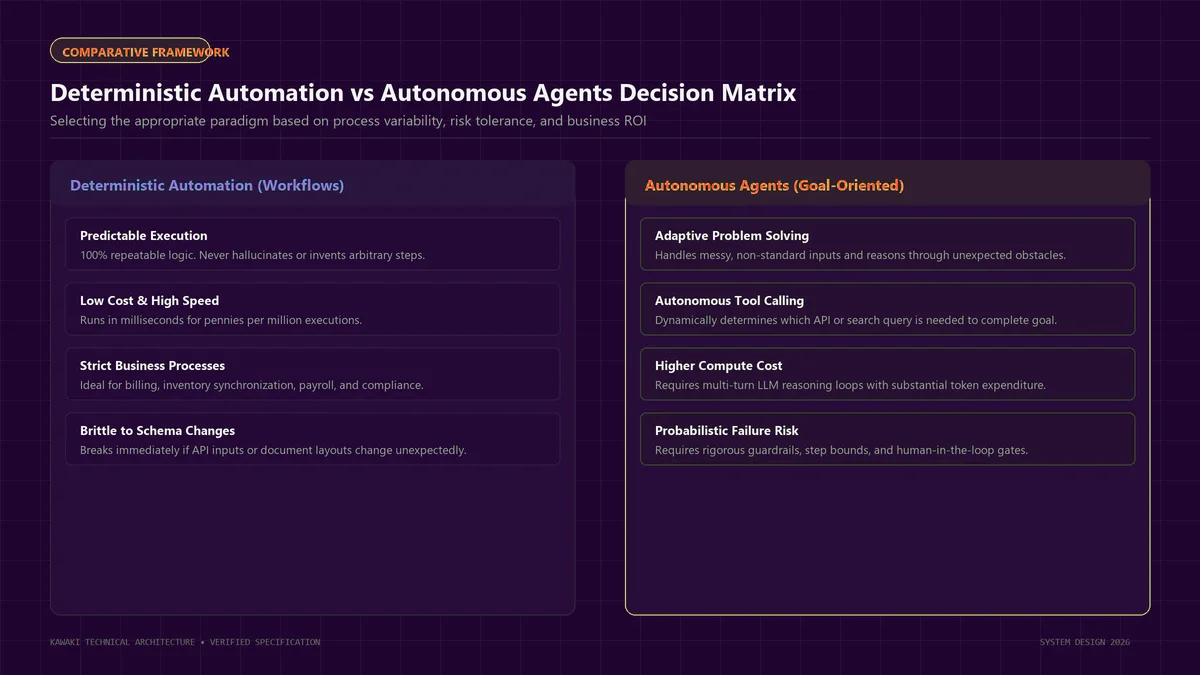 COMPARATIVE FRAMEWORK
Deterministic Automation vs Autonomous Agents Decision Matrix
Selecting the appropriate paradigm based on process variability, risk tolerance, and business ROI
Deterministic Automation (Workflows)
Predictable Execution
100% repeatable logic. Never hallucinates or invents arbitrary steps.
Low Cost & High Speed
Runs in milliseconds for pennies per million executions.
Strict Business Processes
Ideal for billing, inventory synchronization, payroll, and compliance.
Brittle to Schema Changes
Breaks immediately if API inputs or document layouts change unexpectedly.
Autonomous Agents (Goal-Oriented)
Adaptive Problem Solving
Handles messy, non-standard inputs and reasons through unexpected obstacles.
Autonomous Tool Calling
Dynamically determines which API or search query is needed to complete goal.
Higher Compute Cost
Requires multi-turn LLM reasoning loops with substantial token expenditure.
Probabilistic Failure Risk
Requires rigorous guardrails, step bounds, and human-in-the-loop gates.
KAWAKI TECHNICAL ARCHITECTURE • VERIFIED SPECIFICATION
SYSTEM DESIGN 2026